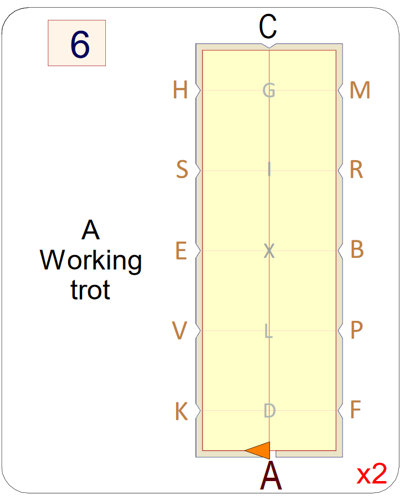 6
C
H G M
S I R
A
Working
trot
E X B
V L P
K D F
A
x2